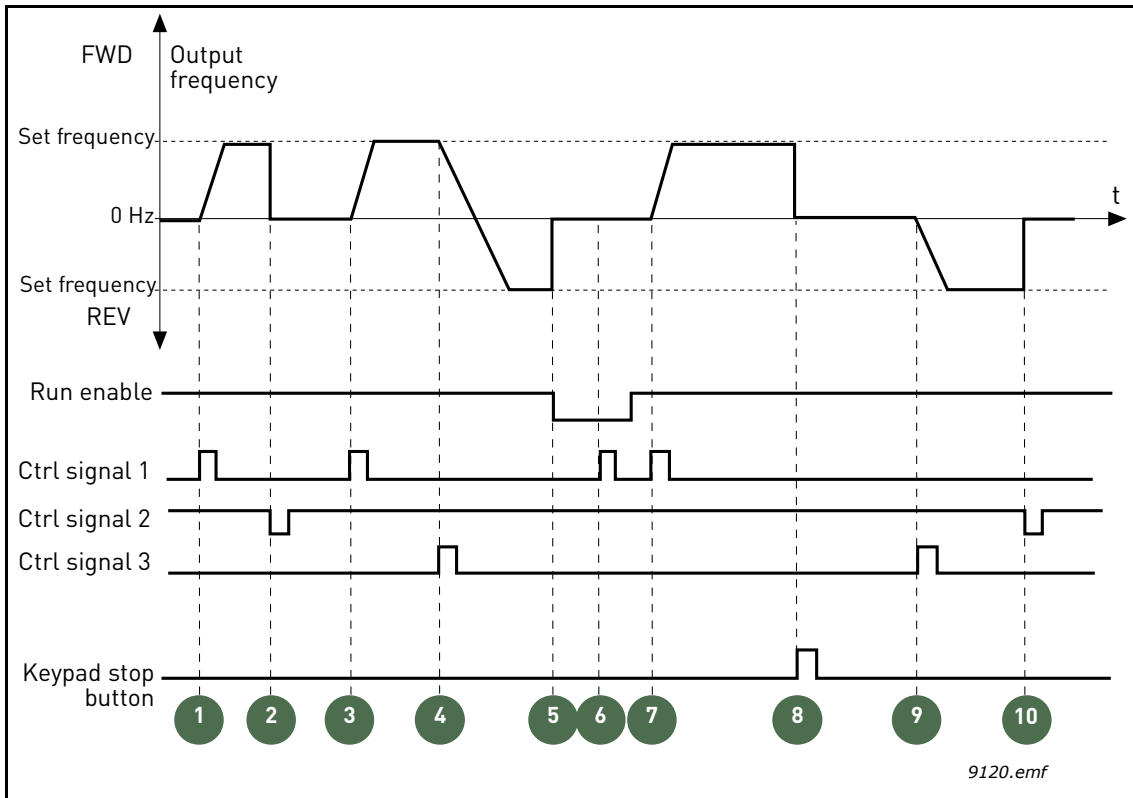 FWD
Output
frequency
Set frequency
t
0 Hz
Set frequency
REV
Run enable
Ctrl signal 1
Ctrl signal 2
Ctrl signal 3
Keypad stop
button
1 2 3 4 5 6 7 8 9 10
9120.emf